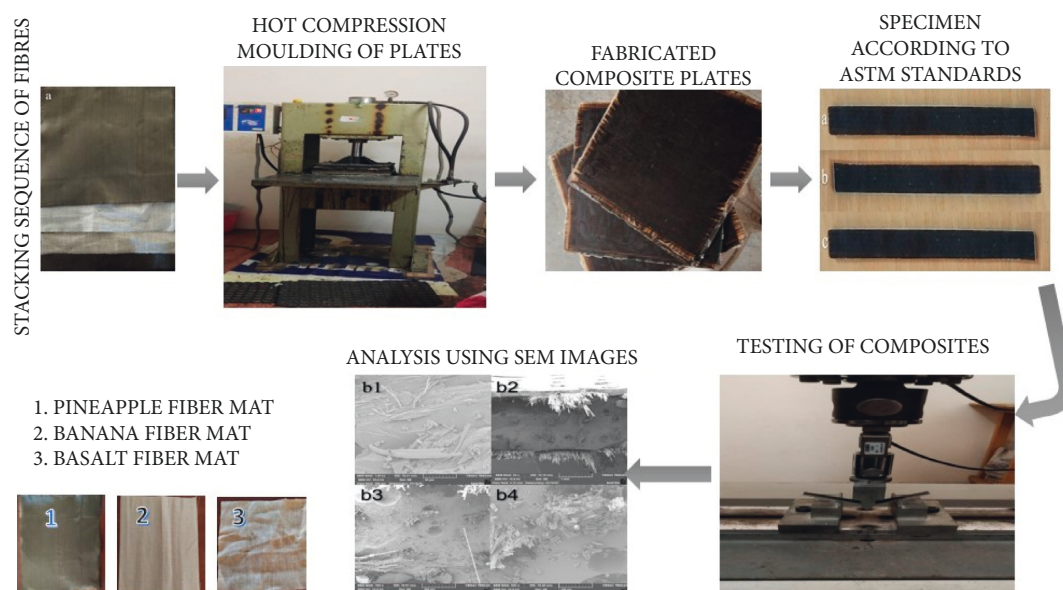 STACKING SEQUENCE OF FIBRES
a
HOT COMPRESSION
MOULDING OF PLATES
FABRICATED
COMPOSITE PLATES
SPECIMEN
ACCORDING TO
ASTM STANDARDS
a
b
c
TESTING OF COMPOSITES
ANALYSIS USING SEM IMAGES
b1
b2
b3
b4
1. PINEAPPLE FIBER MAT
2. BANANA FIBER MAT
3. BASALT FIBER MAT
1
2
3